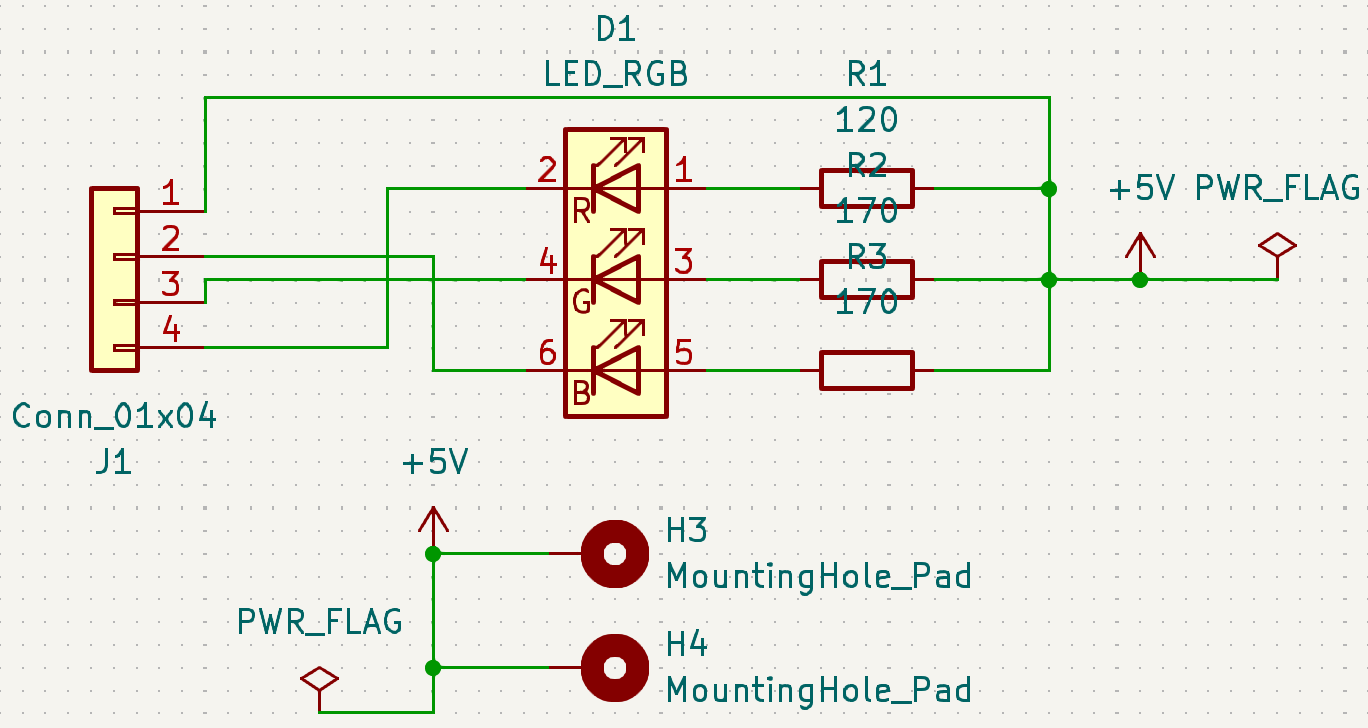 D1
LED_RGB
R1
120
R2
170
R3
170
1
2
3
4
2
1
R
4
3
G
6
5
B
+5V
PWR_FLAG
Conn_01x04
J1
+5V
H3
MountingHole_Pad
PWR_FLAG
H4
MountingHole_Pad